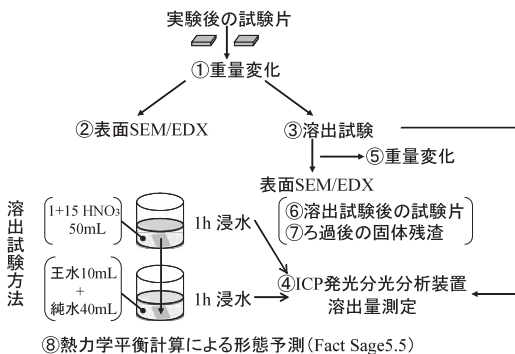 実験後の試験片
①重量変化
②表面SEM/EDX
③溶出試験
⑤重量変化
表面SEM/EDX
⑥溶出試験後の試験片
⑦ろ過後の固体残渣
溶出試験方法
1+15 HNO3
50mL
1h 浸水
王水10mL
+
純水40mL
1h 浸水
④ICP発光分光分析装置
溶出量測定
⑧熱力学平衡計算による形態予測(Fact Sage5.5)